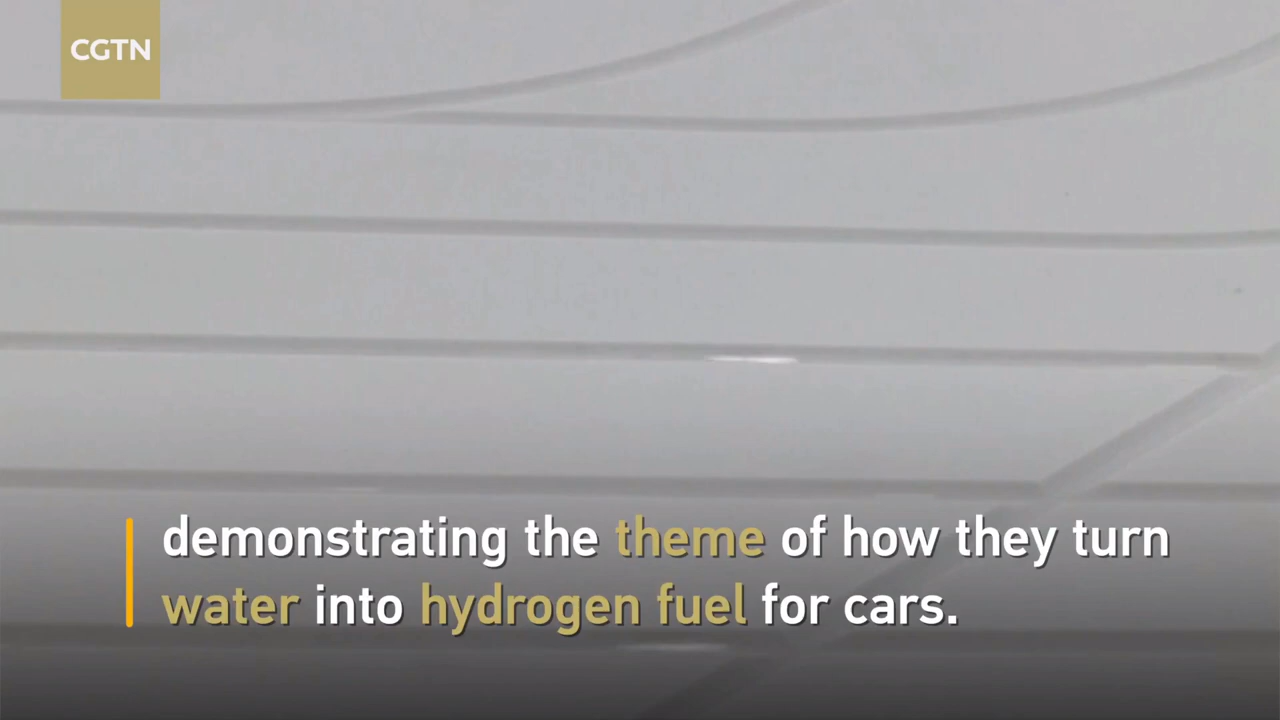 CGTN
demonstrating the theme of how they turn
water into hydrogen fuel for cars.